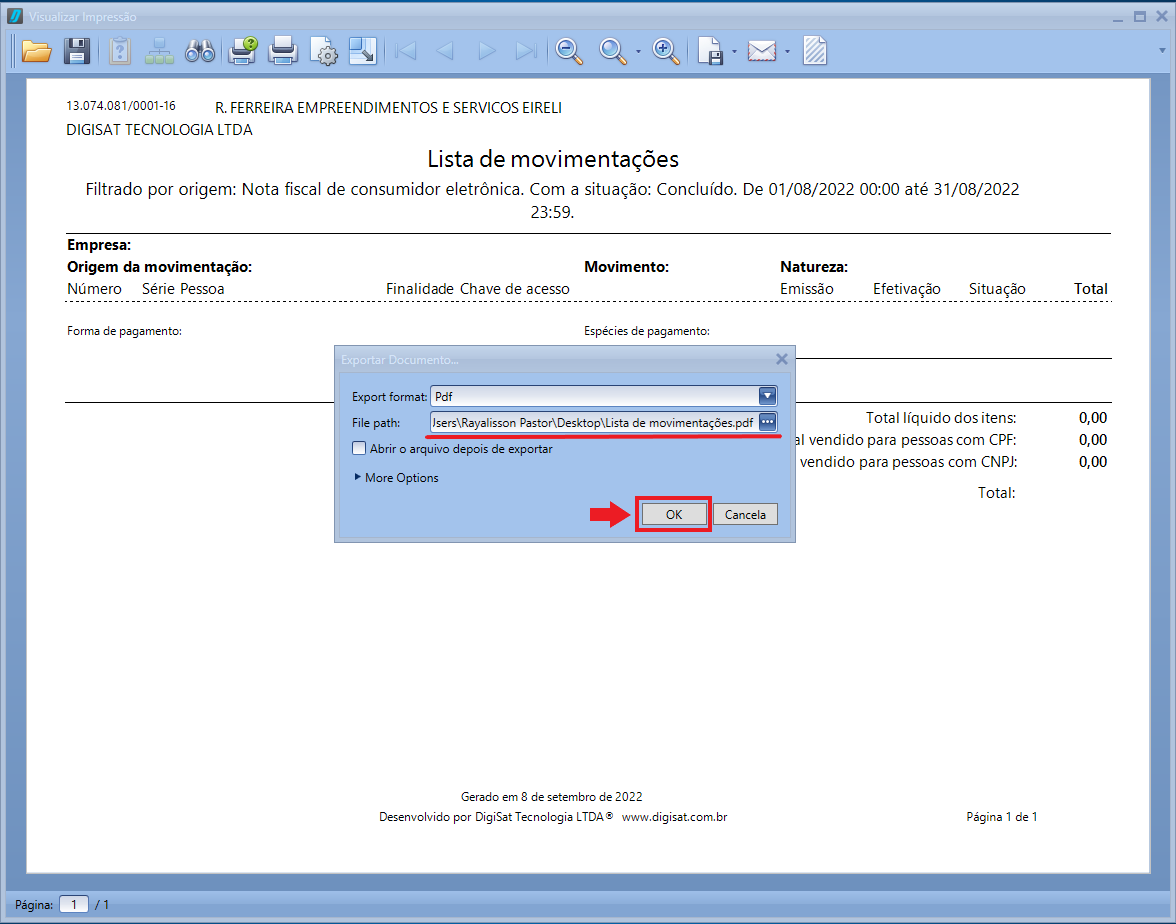 Visualizar Impressão
13.074.081/0001-16 R. FERREIRA EMPREENDIMENTOS E SERVICOS EIRELI
DIGISAT TECNOLOGIA LTDA
Lista de movimentações
Filtrado por origem: Nota fiscal de consumidor eletrônica. Com a situação: Concluído. De 01/08/2022 00:00 até 31/08/2022
23:59.
Empresa:
Origem da movimentação: Movimento: Natureza:
Número Série Pessoa Finalidade Chave de acesso Emissão Efetivação Situação Total
Forma de pagamento: Espécies de pagamento:
Exportar Documento...
Export format: Pdf
File path: Jsers\Rayalisson Pastor\Desktop\Lista de movimentações.pdf ...
Abrir o arquivo depois de exportar
More Options
OK Cancela
Total líquido dos itens: 0,00
al vendido para pessoas com CPF: 0,00
vendido para pessoas com CNPJ: 0,00
Total:
Gerado em 8 de setembro de 2022
Desenvolvido por DigiSat Tecnologia LTDA® www.digisat.com.br Página 1 de 1
Página: 1 / 1